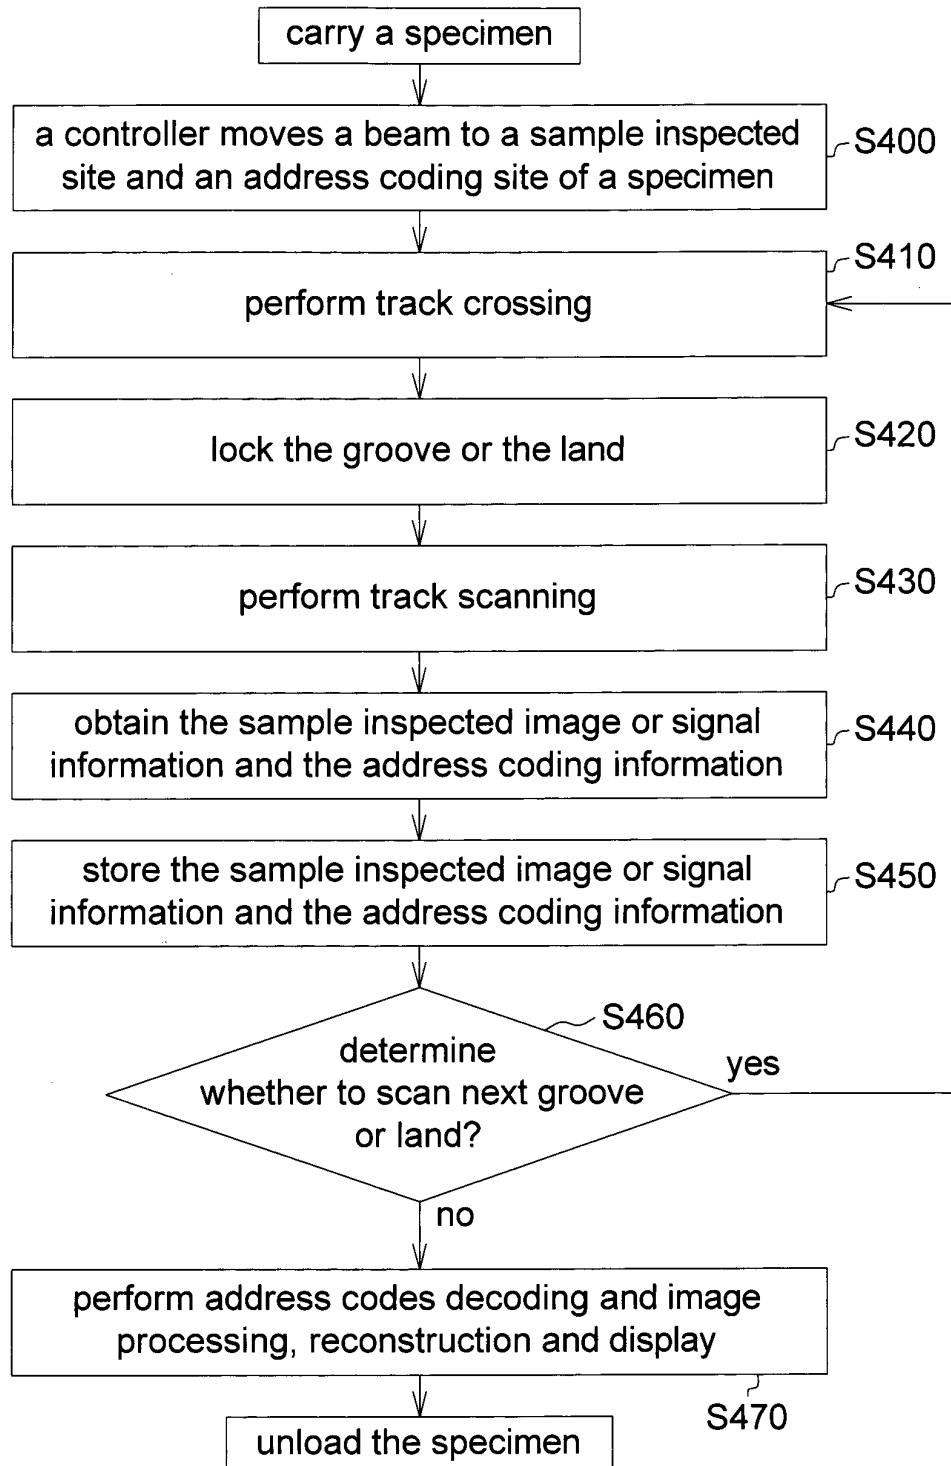 carry a specimen
a controller moves a beam to a sample inspected
site and an address coding site of a specimen
S400
perform track crossing
S410
lock the groove or the land
S420
perform track scanning
S430
obtain the sample inspected image or signal
information and the address coding information
S440
store the sample inspected image or signal
information and the address coding information
S450
S460
determine
whether to scan next groove
or land?
yes
no
perform address codes decoding and image
processing, reconstruction and display
S470
unload the specimen